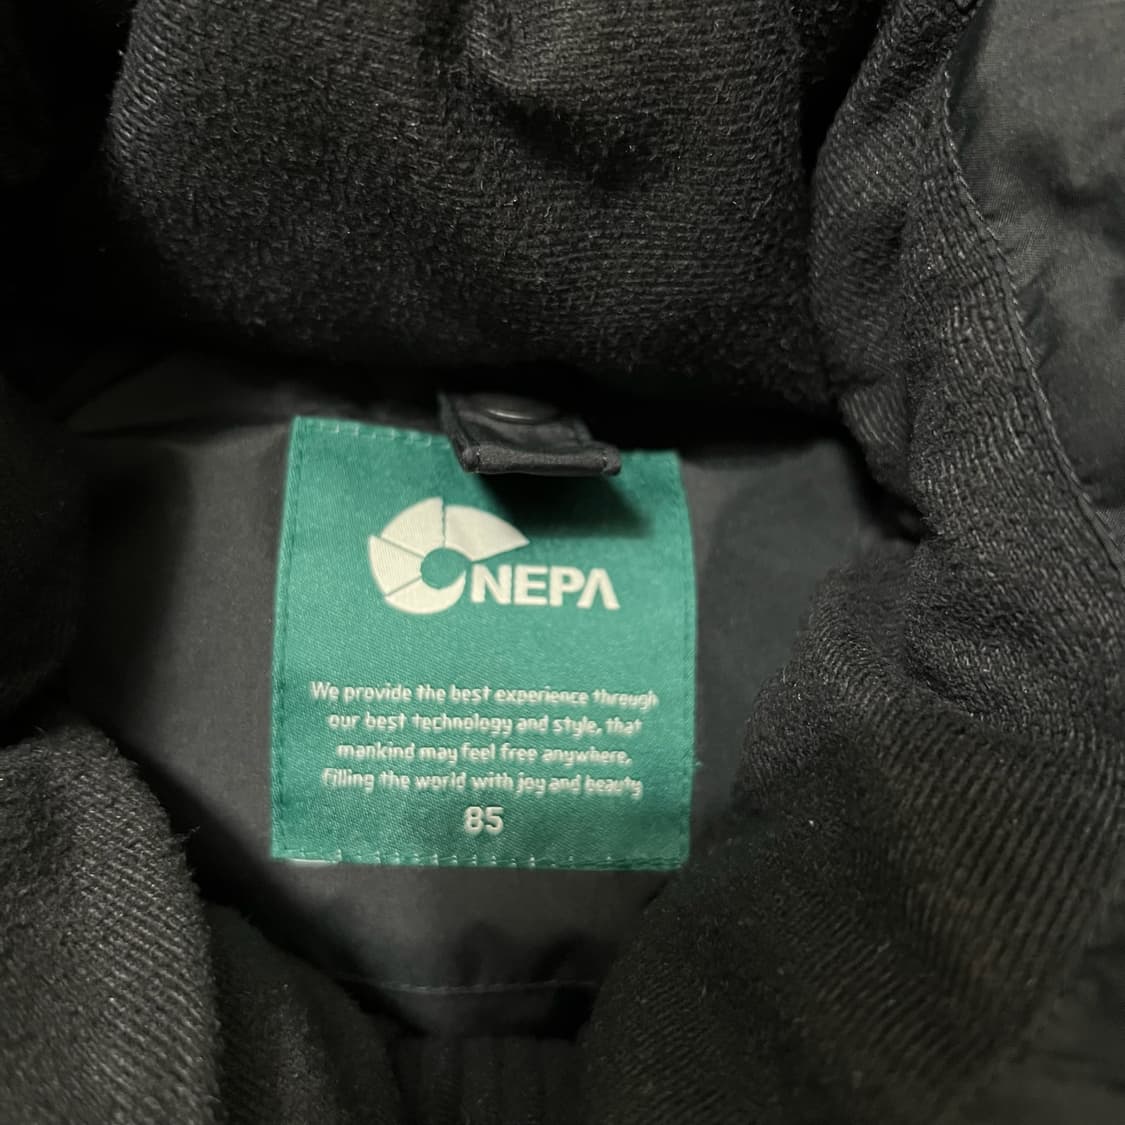 NEPA
We provide the best experience through
our best technology and style, that
mankind may feel free anywhere,
filling the world with joy and beauty
85